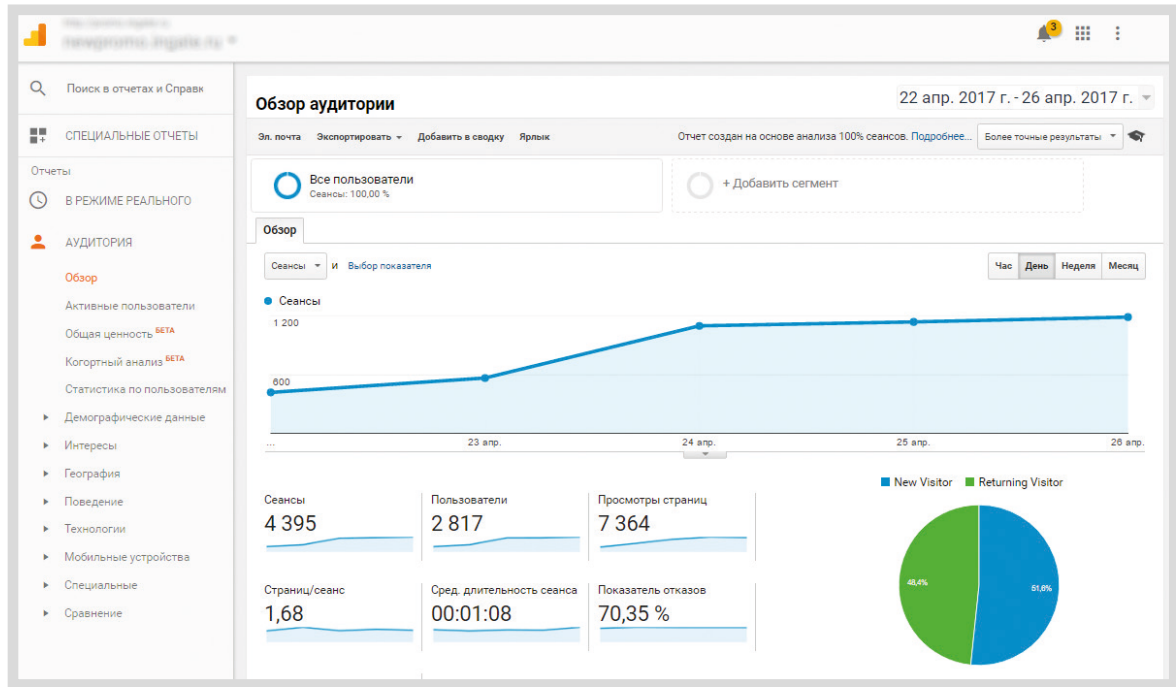 3
Поиск в отчетах и Справк
СПЕЦИАЛЬНЫЕ ОТЧЕТЫ
Отчеты
В РЕЖИМЕ РЕАЛЬНОГО
АУДИТОРИЯ
Обзор
Активные пользователи
Общая ценность БЕТА
Когортный анализ БЕТА
Статистика по пользователям
Демографические данные
Интересы
География
Поведение
Технологии
Мобильные устройства
Специальные
Сравнение
Обзор аудитории
22 апр. 2017 г. - 26 апр. 2017 г.
Эл. почта Экспортировать Добавить в сводку Ярлык
Отчет создан на основе анализа 100% сеансов. Подробнее... Более точные результаты
Все пользователи
Сеансы: 100,00 %
+ Добавить сегмент
Обзор
Сеансы и Выбор показателя
Час День Неделя Месяц
Сеансы
1 200
600
... 23 апр. 24 апр. 25 апр. 26 апр.
Сеансы
4 395
Пользователи
2 817
Просмотры страниц
7 364
Страниц/сеанс
1,68
Сред. длительность сеанса
00:01:08
Показатель отказов
70,35 %
New Visitor Returning Visitor
48,4%
51,6%